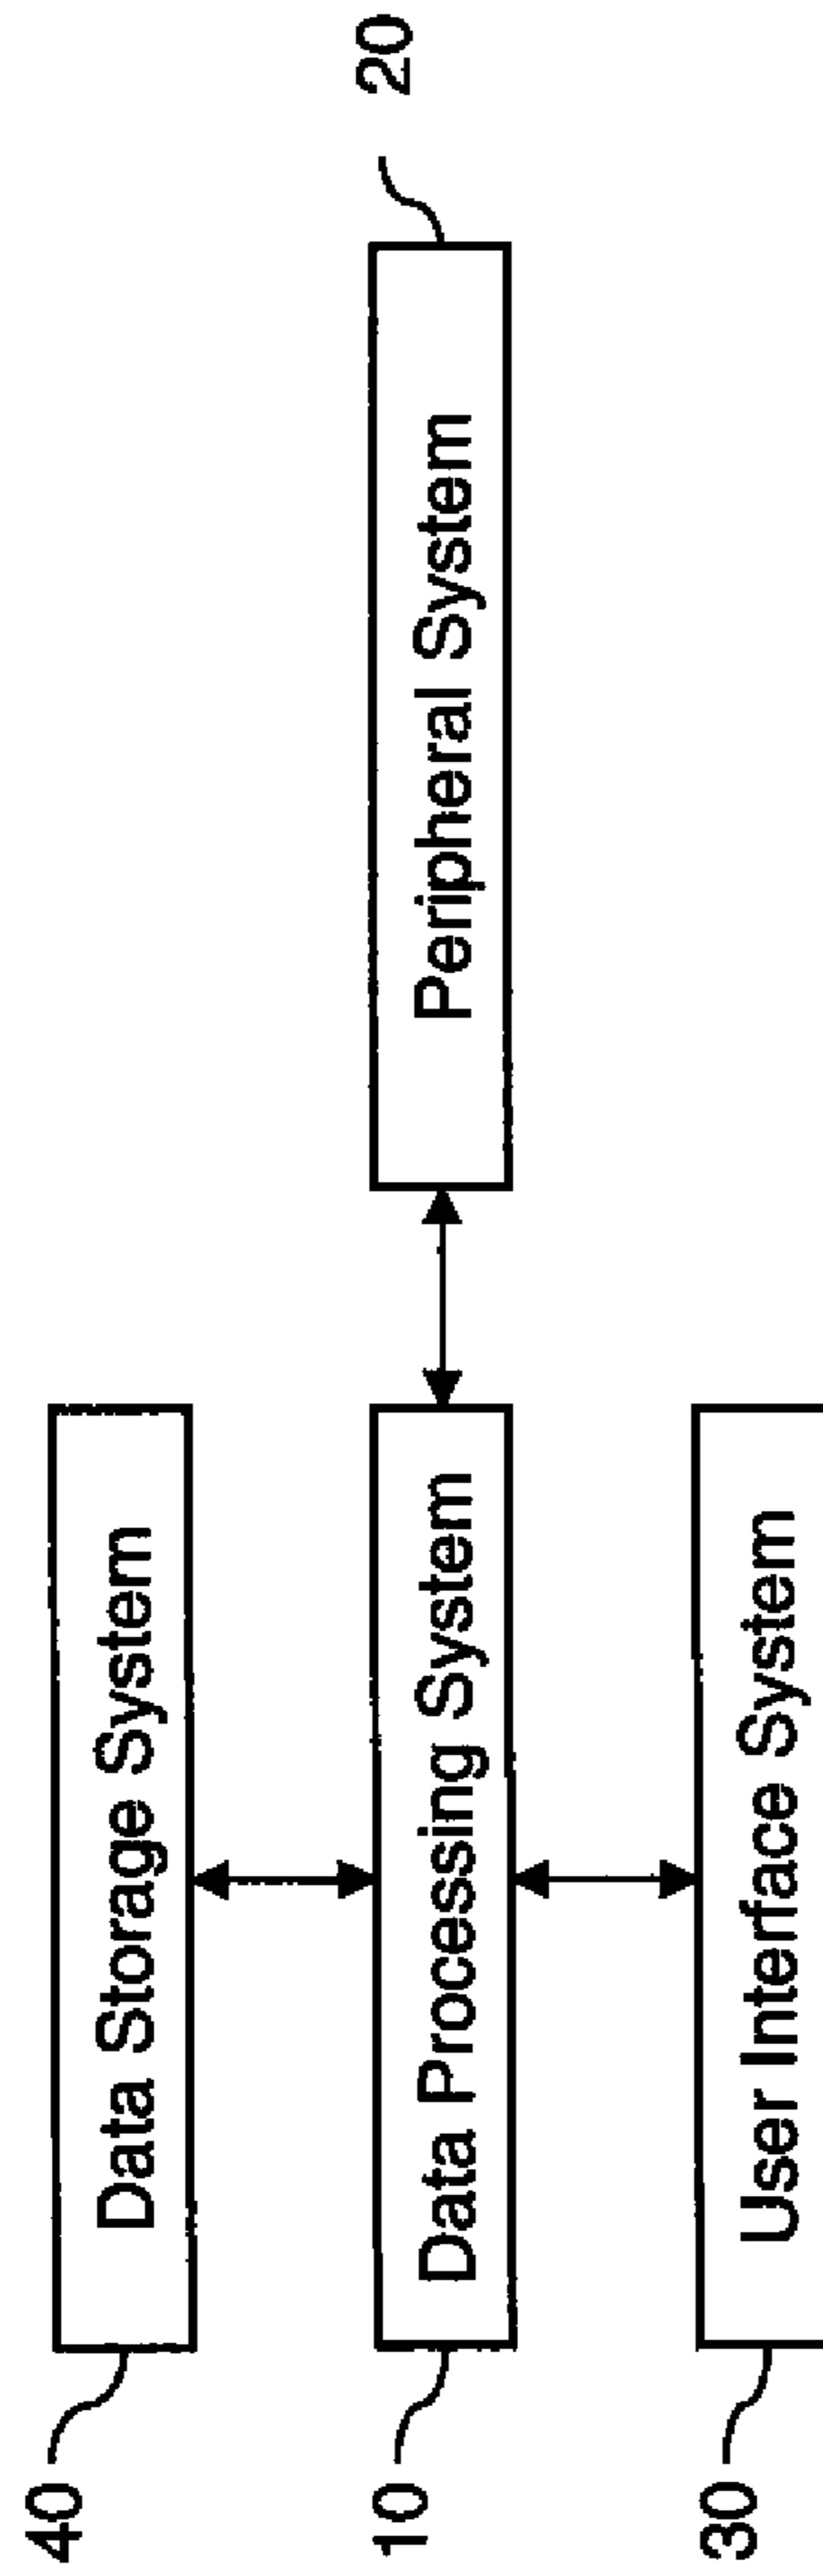 40
Data Storage System
10
Data Processing System
Peripheral System
20
30
User Interface System